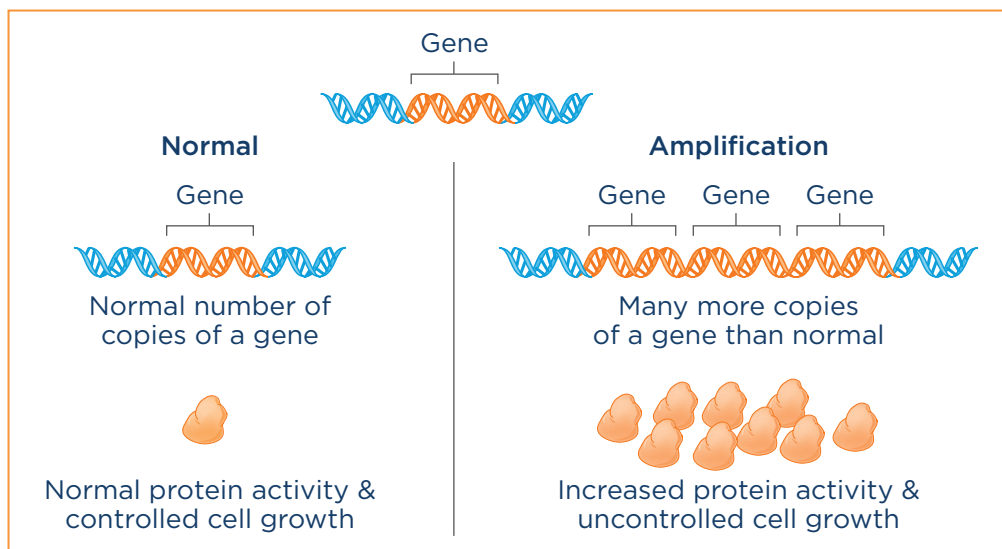 Gene
Normal
Gene
Normal number of
copies of a gene
Normal protein activity &
controlled cell growth
Amplification
Gene Gene Gene
Many more copies
of a gene than normal
Increased protein activity &
uncontrolled cell growth